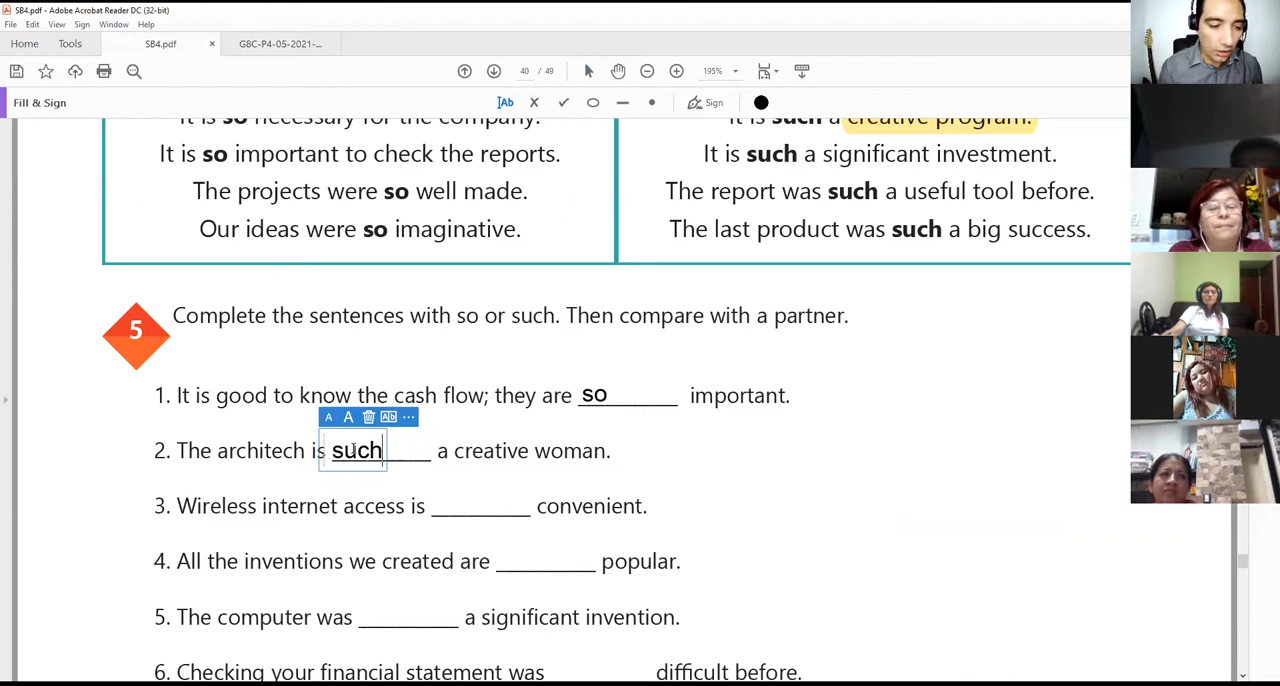 SB4.pdf - Adobe Acrobat Reader DC (32-bit)
File Edit View Sign Window Help
Home Tools SB4.pdf × G8C-P4-05-2021-...
40 / 49 195%
Fill & Sign Ab Sign
It is so necessary for the company.
It is so important to check the reports.
The projects were so well made.
Our ideas were so imaginative.
It is such a creative program.
It is such a significant investment.
The report was such a useful tool before.
The last product was such a big success.
5 Complete the sentences with so or such. Then compare with a partner.
1. It is good to know the cash flow; they are so important.
A A Ab ...
2. The architech is such a creative woman.
3. Wireless internet access is __________ convenient.
4. All the inventions we created are __________ popular.
5. The computer was __________ a significant invention.
6. Checking your financial statement was __________ difficult before.